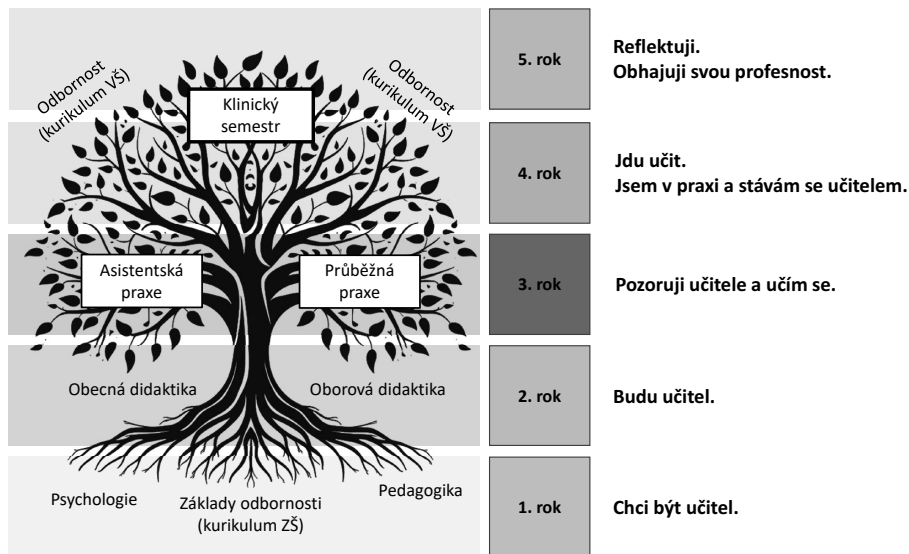 Odbornost
(kurikulum VŠ)
Odbornost
(kurikulum VŠ)
Klinický
semestr
5. rok
Reflektuji.
Obhajuji svou profesnost.
4. rok
Jdu učit.
Jsem v praxi a stávám se učitelem.
Asistentská
praxe
Průběžná
praxe
3. rok
Pozoruji učitele a učím se.
Obecná didaktika
Oborová didaktika
2. rok
Budu učitel.
Psychologie
Základy odbornosti
(kurikulum ZŠ)
Pedagogika
1. rok
Chci být učitel.